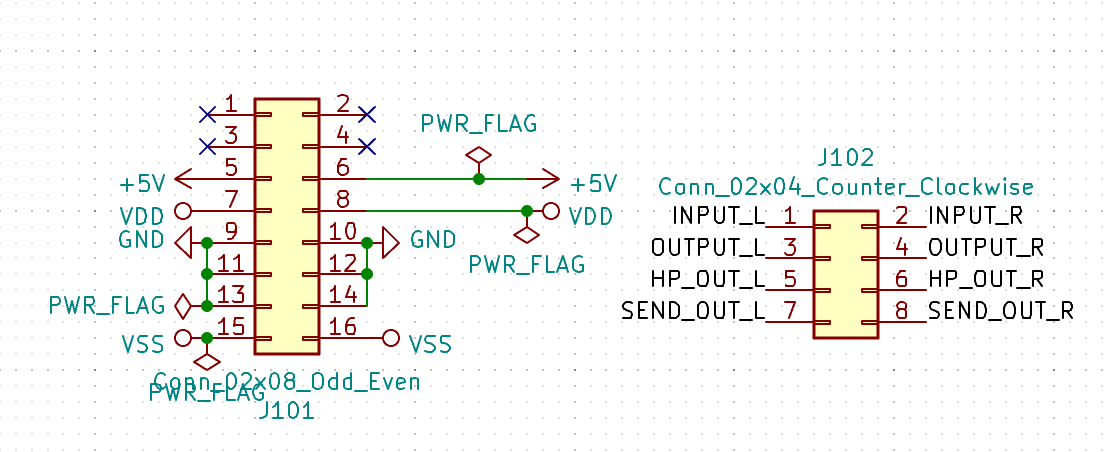 1 2
PWR_FLAG
3 4
+5V 5 6 +5V
VDD 7 8 VDD
GND 9 10 GND
11 12
PWR_FLAG
PWR_FLAG 13 14
VSS 15 16 VSS
Conn_02x08_Odd_Even
PWR_FLAG
J101
J102
Conn_02x04_Counter_Clockwise
INPUT_L 1 2 INPUT_R
OUTPUT_L 3 4 OUTPUT_R
HP_OUT_L 5 6 HP_OUT_R
SEND_OUT_L 7 8 SEND_OUT_R